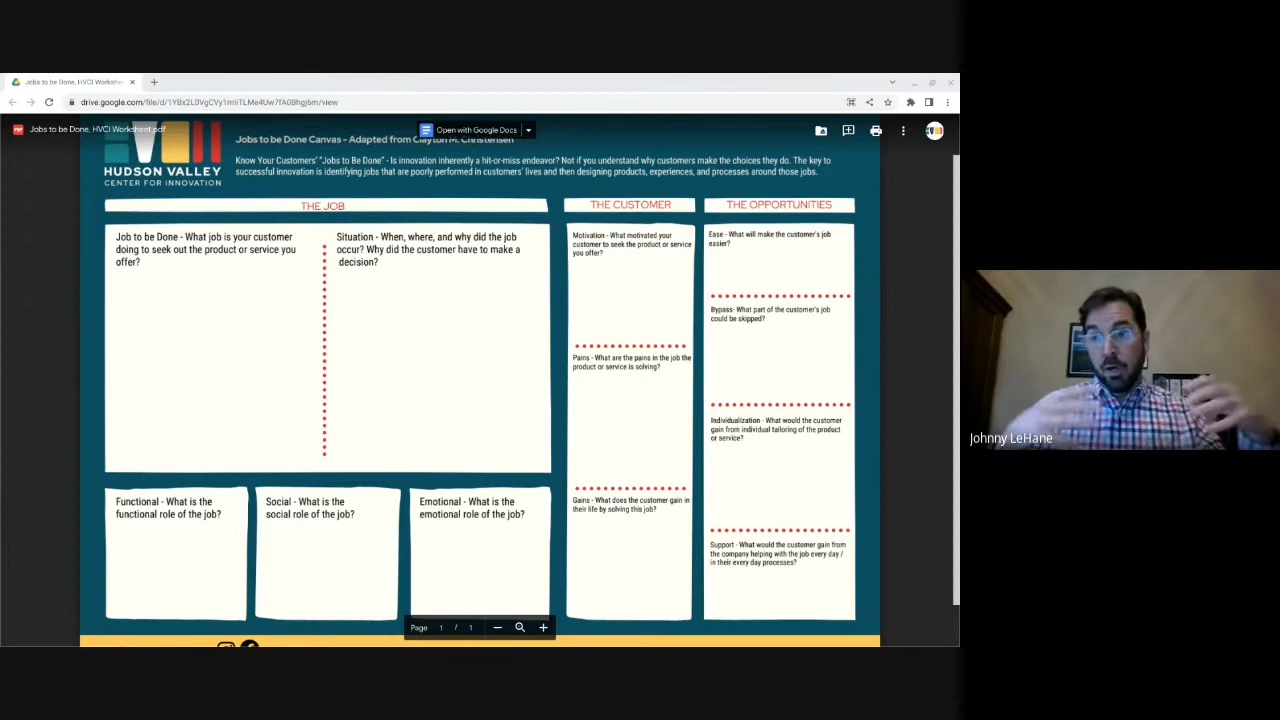 Jobs to be Done, HVCI Workshe
drive.google.com/file/d/1YBx2L0VgCVy1mIiTLMe4Uw7fA0Bhgj6m/view
Jobs to be Done, HVCI Worksheet.pdf
Open with Google Docs
Jobs to be Done Canvas - Adapted from Clayton M. Christensen
Know Your Customers' "Jobs to Be Done" - Is innovation inherently a hit-or-miss endeavor? Not if you understand why customers make the choices they do. The key to
successful innovation is identifying jobs that are poorly performed in customers' lives and then designing products, experiences, and processes around those jobs.
HUDSON VALLEY
CENTER FOR INNOVATION
THE JOB
Job to be Done - What job is your customer
doing to seek out the product or service you
offer?
Situation - When, where, and why did the job
occur? Why did the customer have to make a
decision?
Functional - What is the
functional role of the job?
Social - What is the
social role of the job?
Emotional - What is the
emotional role of the job?
THE CUSTOMER
Motivation - What motivated your
customer to seek the product or service
you offer?
Pains - What are the pains in the job the
product or service is solving?
Gains - What does the customer gain in
their life by solving this job?
THE OPPORTUNITIES
Ease - What will make the customer's job
easier?
Bypass- What part of the customer's job
could be skipped?
Individualization - What would the customer
gain from individual tailoring of the product
or service?
Support - What would the customer gain from
the company helping with the job every day /
in their every day processes?
Page 1 / 1
Johnny LeHane